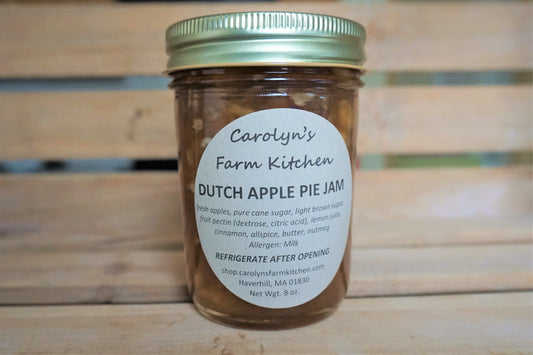 Carolyn's
Farm Kitchen
DUTCH APPLE PIE JAM
fresh apples, pure cane sugar, light brown sugar,
fruit pectin (dextrose, citric acid), lemon juice,
cinnamon, allspice, butter, nutmeg
Allergen: Milk
REFRIGERATE AFTER OPENING
shop.carolynsfarmkitchen.com
Haverhill, MA 01830
Net Wgt. 8 oz.